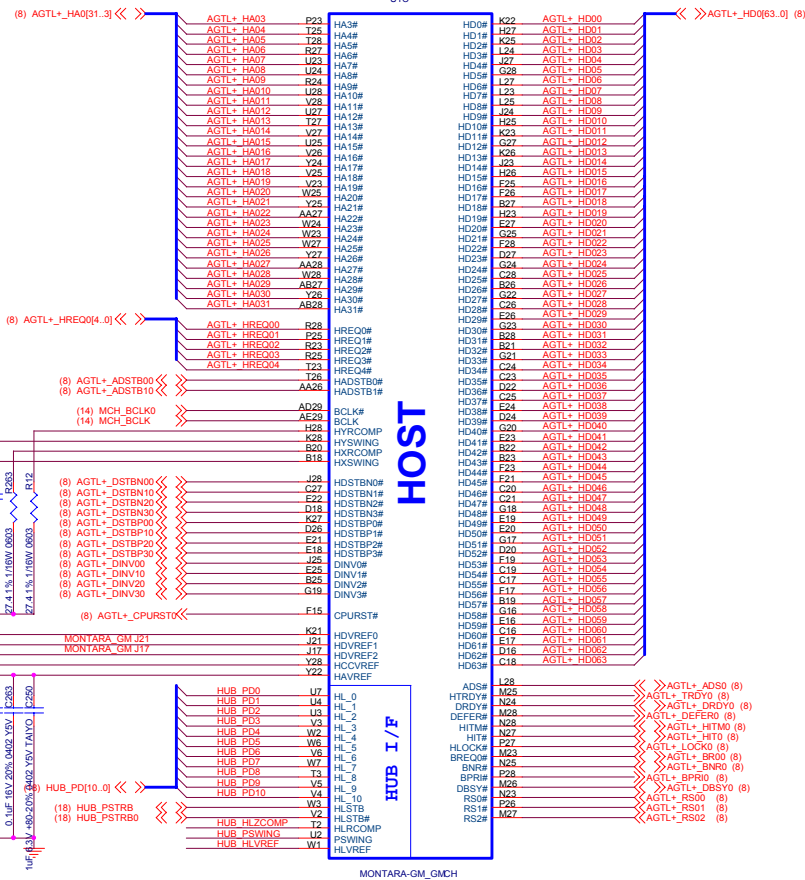 (8) AGTL+_HA0[31..3]
AGTL+_HD0[63..0] (8)
AGTL+_HA03 P23 HA3#
AGTL+_HA04 T25 HA4#
AGTL+_HA05 T28 HA5#
AGTL+_HA06 R27 HA6#
AGTL+_HA07 U23 HA7#
AGTL+_HA08 U24 HA8#
AGTL+_HA09 R24 HA9#
AGTL+_HA010 U28 HA10#
AGTL+_HA011 V28 HA11#
AGTL+_HA012 U27 HA12#
AGTL+_HA013 T27 HA13#
AGTL+_HA014 V27 HA14#
AGTL+_HA015 U25 HA15#
AGTL+_HA016 V26 HA16#
AGTL+_HA017 Y24 HA17#
AGTL+_HA018 V25 HA18#
AGTL+_HA019 V23 HA19#
AGTL+_HA020 W25 HA20#
AGTL+_HA021 Y25 HA21#
AGTL+_HA022 AA27 HA22#
AGTL+_HA023 W24 HA23#
AGTL+_HA024 W23 HA24#
AGTL+_HA025 W27 HA25#
AGTL+_HA026 Y27 HA26#
AGTL+_HA027 AA28 HA27#
AGTL+_HA028 W28 HA28#
AGTL+_HA029 AB27 HA29#
AGTL+_HA030 Y26 HA30#
AGTL+_HA031 AB28 HA31#
(8) AGTL+_HREQ0[4..0]
AGTL+_HREQ00 R28 HREQ0#
AGTL+_HREQ01 P25 HREQ1#
AGTL+_HREQ02 R23 HREQ2#
AGTL+_HREQ03 R25 HREQ3#
AGTL+_HREQ04 T23 HREQ4#
(8) AGTL+_ADSTB00 T26 HADSTB0#
(8) AGTL+_ADSTB10 AA26 HADSTB1#
(14) MCH_BCLK0 AD29 BCLK#
(14) MCH_BCLK AE29 BCLK
H28 HYRCOMP
K28 HYSWING
B20 HXRCOMP
B18 HXSWING
R263 27.4 1% 1/16W 0603
R12 27.4 1% 1/16W 0603
(8) AGTL+_DSTBN00 J28 HDSTBN0#
(8) AGTL+_DSTBN10 C27 HDSTBN1#
(8) AGTL+_DSTBN20 E22 HDSTBN2#
(8) AGTL+_DSTBN30 D18 HDSTBN3#
(8) AGTL+_DSTBP00 K27 HDSTBP0#
(8) AGTL+_DSTBP10 D26 HDSTBP1#
(8) AGTL+_DSTBP20 E21 HDSTBP2#
(8) AGTL+_DSTBP30 E18 HDSTBP3#
(8) AGTL+_DINV00 J25 DINV0#
(8) AGTL+_DINV10 E25 DINV1#
(8) AGTL+_DINV20 B25 DINV2#
(8) AGTL+_DINV30 G19 DINV3#
(8) AGTL+_CPURST0 F15 CPURST#
K21 HDVREF0
MONTARA_GM J21 J21 HDVREF1
MONTARA_GM J17 J17 HDVREF2
Y28 HCCVREF
Y22 HAVREF
C263 0.1uF 16V 20% 0402 Y5V
C250 1uF 6.3V +80-20% 0402 Y5V TAIYO
HUB_PD0 U7 HL_0
HUB_PD1 U4 HL_1
HUB_PD2 U3 HL_2
HUB_PD3 V3 HL_3
HUB_PD4 W2 HL_4
HUB_PD5 W6 HL_5
HUB_PD6 V6 HL_6
HUB_PD7 W7 HL_7
HUB_PD8 T3 HL_8
HUB_PD9 V5 HL_9
HUB_PD10 V4 HL_10
(18) HUB_PD[10..0]
(18) HUB_PSTRB W3 HLSTB
(18) HUB_PSTRB0 V2 HLSTB#
HUB_HLZCOMP T2 HLRCOMP
HUB_PSWING U2 PSWING
HUB_HLVREF W1 HLVREF
HOST
HUB I/F
HD0# K22 AGTL+_HD00
HD1# H27 AGTL+_HD01
HD2# K25 AGTL+_HD02
HD3# L24 AGTL+_HD03
HD4# J27 AGTL+_HD04
HD5# G28 AGTL+_HD05
HD6# L27 AGTL+_HD06
HD7# L23 AGTL+_HD07
HD8# L25 AGTL+_HD08
HD9# J24 AGTL+_HD09
HD10# H25 AGTL+_HD010
HD11# K23 AGTL+_HD011
HD12# G27 AGTL+_HD012
HD13# K26 AGTL+_HD013
HD14# J23 AGTL+_HD014
HD15# H26 AGTL+_HD015
HD16# F25 AGTL+_HD016
HD17# F26 AGTL+_HD017
HD18# B27 AGTL+_HD018
HD19# H23 AGTL+_HD019
HD20# E27 AGTL+_HD020
HD21# G25 AGTL+_HD021
HD22# F28 AGTL+_HD022
HD23# D27 AGTL+_HD023
HD24# G24 AGTL+_HD024
HD25# C28 AGTL+_HD025
HD26# B26 AGTL+_HD026
HD27# G22 AGTL+_HD027
HD28# C26 AGTL+_HD028
HD29# E26 AGTL+_HD029
HD30# G23 AGTL+_HD030
HD31# B28 AGTL+_HD031
HD32# B21 AGTL+_HD032
HD33# G21 AGTL+_HD033
HD34# C24 AGTL+_HD034
HD35# C23 AGTL+_HD035
HD36# D22 AGTL+_HD036
HD37# C25 AGTL+_HD037
HD38# E24 AGTL+_HD038
HD39# D24 AGTL+_HD039
HD40# G20 AGTL+_HD040
HD41# E23 AGTL+_HD041
HD42# B22 AGTL+_HD042
HD43# B23 AGTL+_HD043
HD44# F23 AGTL+_HD044
HD45# F21 AGTL+_HD045
HD46# C20 AGTL+_HD046
HD47# C21 AGTL+_HD047
HD48# G18 AGTL+_HD048
HD49# E19 AGTL+_HD049
HD50# E20 AGTL+_HD050
HD51# G17 AGTL+_HD051
HD52# D20 AGTL+_HD052
HD53# F19 AGTL+_HD053
HD54# C19 AGTL+_HD054
HD55# C17 AGTL+_HD055
HD56# F17 AGTL+_HD056
HD57# B19 AGTL+_HD057
HD58# G16 AGTL+_HD058
HD59# E16 AGTL+_HD059
HD60# C16 AGTL+_HD060
HD61# E17 AGTL+_HD061
HD62# D16 AGTL+_HD062
HD63# C18 AGTL+_HD063
ADS# L28 AGTL+_ADS0 (8)
HTRDY# M25 AGTL+_TRDY0 (8)
DRDY# N24 AGTL+_DRDY0 (8)
DEFER# M28 AGTL+_DEFER0 (8)
HITM# N28 AGTL+_HITM0 (8)
HIT# N27 AGTL+_HIT0 (8)
HLOCK# P27 AGTL+_LOCK0 (8)
BREQ0# M23 AGTL+_BR00 (8)
BNR# N25 AGTL+_BNR0 (8)
BPRI# P28 AGTL+_BPRI0 (8)
DBSY# M26 AGTL+_DBSY0 (8)
RS0# N23 AGTL+_RS00 (8)
RS1# P26 AGTL+_RS01 (8)
RS2# M27 AGTL+_RS02 (8)
MONTARA-GM_GMCH